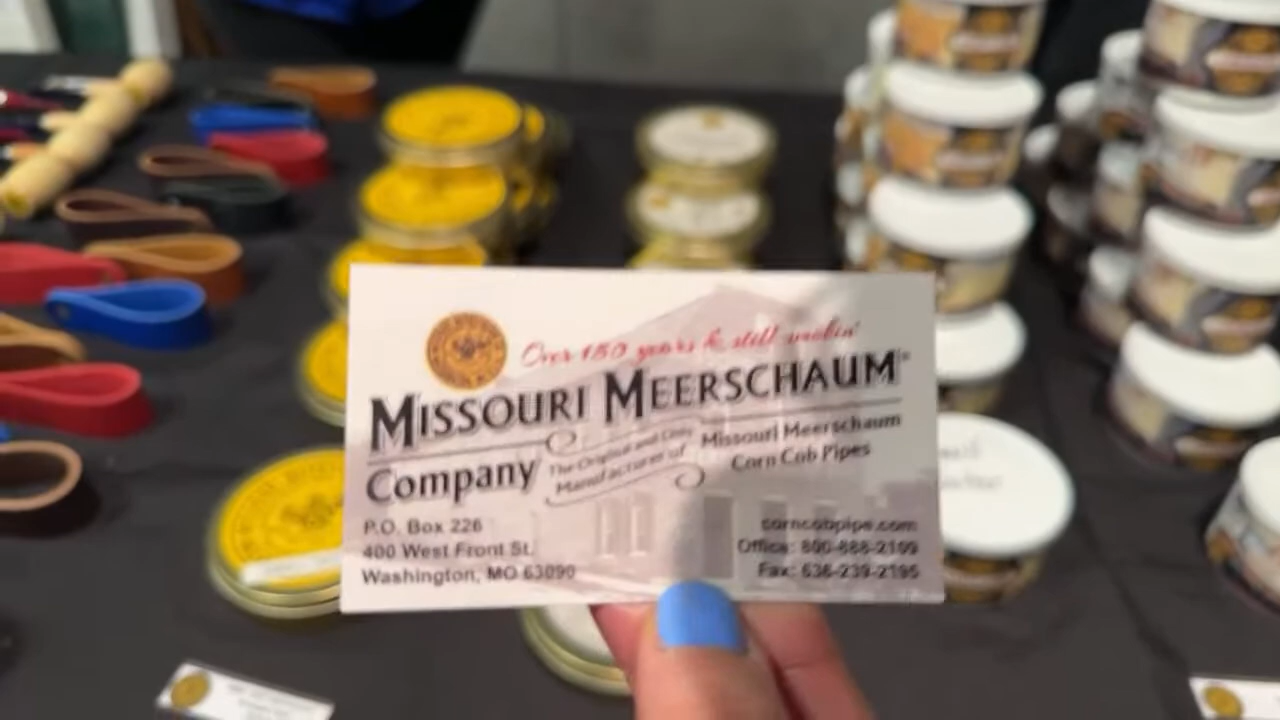 Over 150 years & still smokin'
MISSOURI MEERSCHAUM
Company
The Original and Only
Manufacturers of
Missouri Meerschaum
Corn Cob Pipes
P.O. Box 226
400 West Front St.
Washington, MO 63090
corncobpipe.com
Office: 800-888-2109
Fax: 636-239-2195